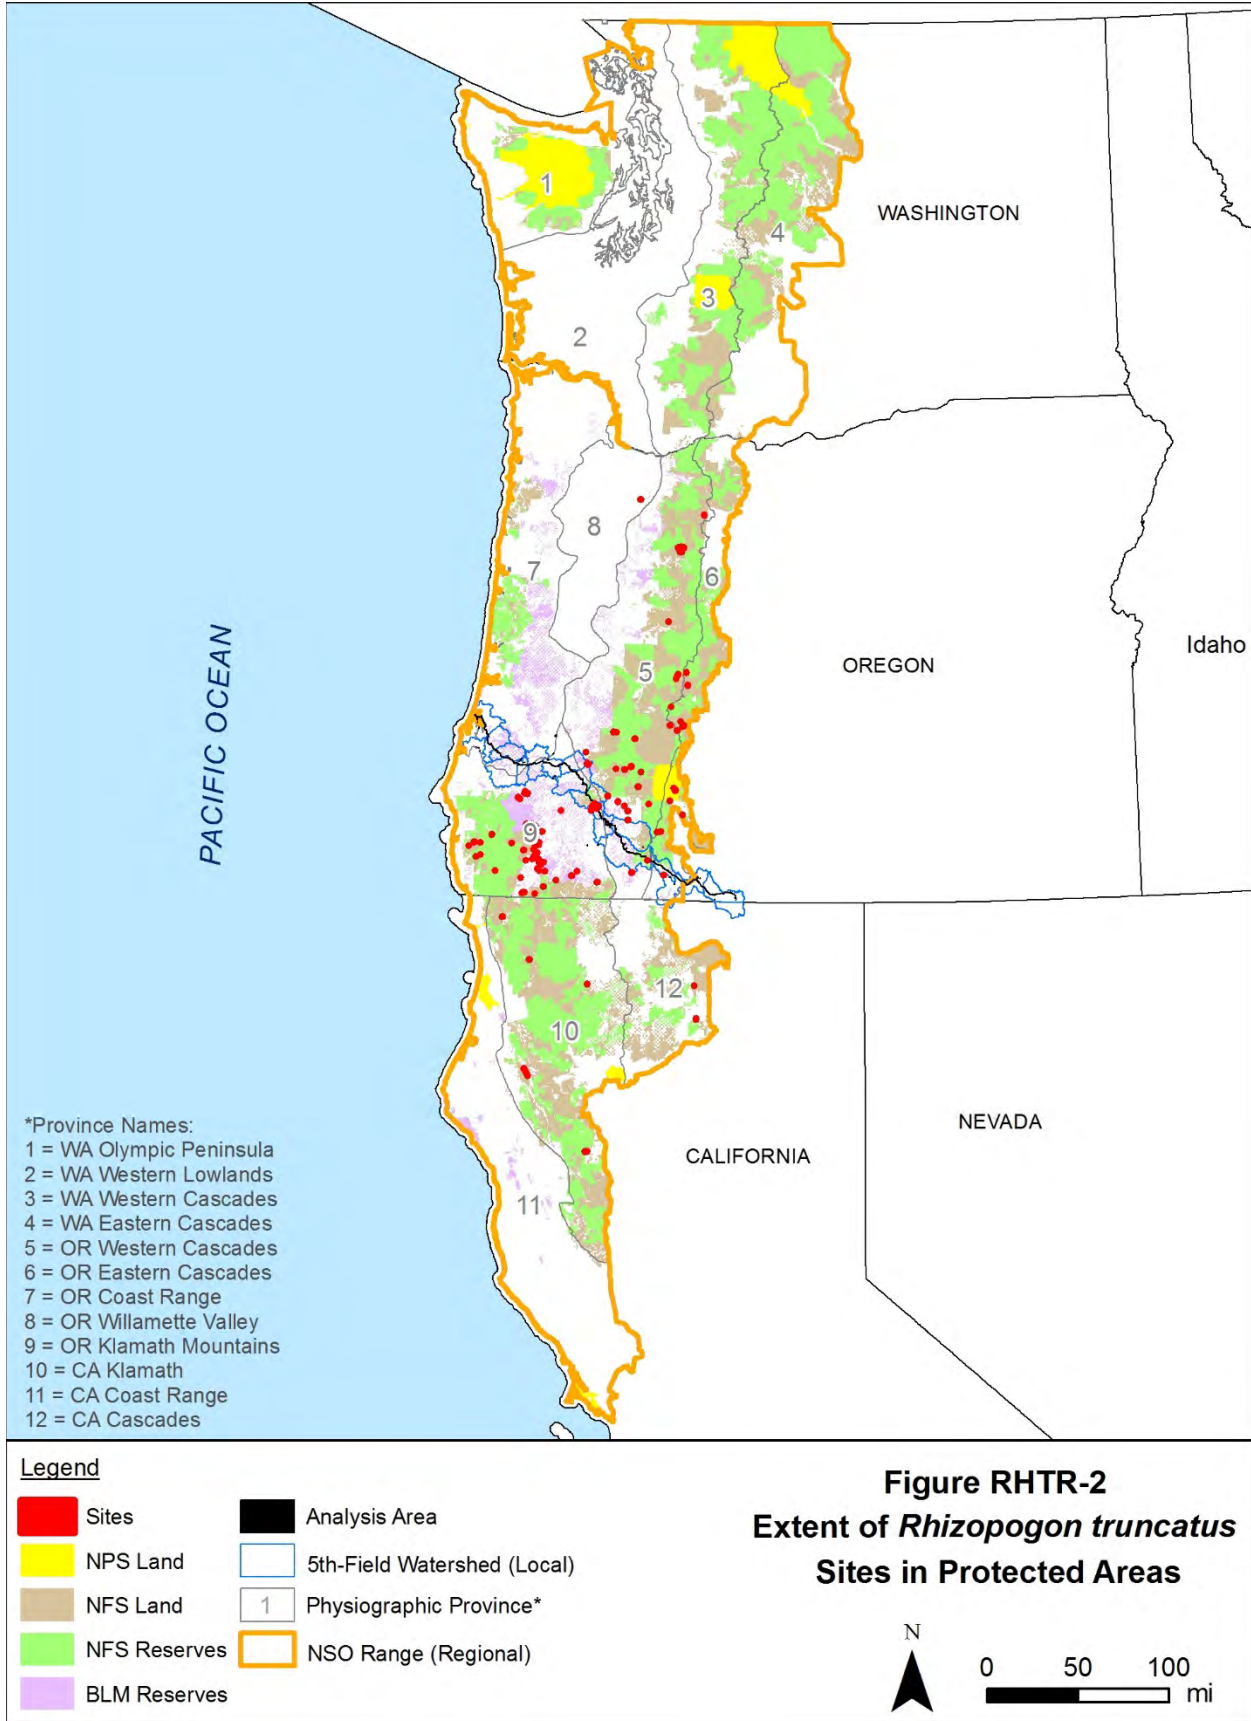 WASHINGTON
1
4
3
2
8
7
6
Idaho
5
OREGON
PACIFIC OCEAN
9
12
10
NEVADA
CALIFORNIA
11
*Province Names:
1 = WA Olympic Peninsula
2 = WA Western Lowlands
3 = WA Western Cascades
4 = WA Eastern Cascades
5 = OR Western Cascades
6 = OR Eastern Cascades
7 = OR Coast Range
8 = OR Willamette Valley
9 = OR Klamath Mountains
10 = CA Klamath
11 = CA Coast Range
12 = CA Cascades
Legend
Sites
NPS Land
NFS Land
NFS Reserves
BLM Reserves
Analysis Area
5th-Field Watershed (Local)
1 Physiographic Province*
NSO Range (Regional)
Figure RHTR-2
Extent of Rhizopogon truncatus
Sites in Protected Areas
N
0 50 100
mi